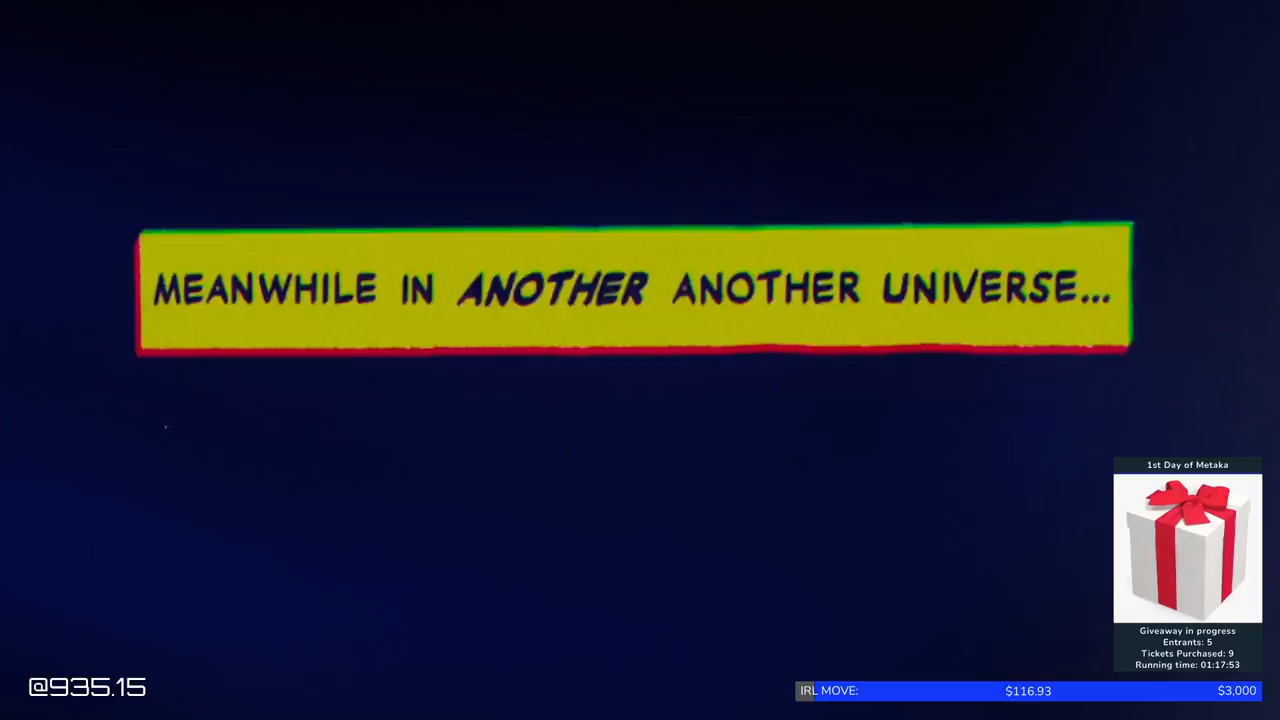 MEANWHILE IN ANOTHER ANOTHER UNIVERSE...
1st Day of Metaka
Giveaway in progress
Entrants: 5
Tickets Purchased: 9
Running time: 01:17:53
@935.15
IRL MOVE: $116.93 $3,000